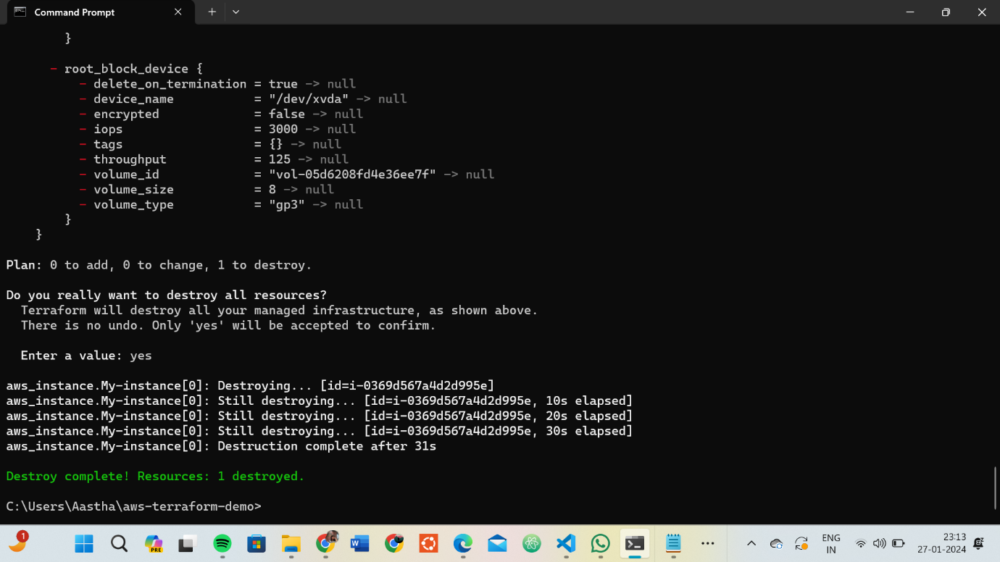 Command Prompt
}
- root_block_device {
- delete_on_termination = true -> null
- device_name = "/dev/xvda" -> null
- encrypted = false -> null
- iops = 3000 -> null
- tags = {} -> null
- throughput = 125 -> null
- volume_id = "vol-05d6208fd4e36ee7f" -> null
- volume_size = 8 -> null
- volume_type = "gp3" -> null
}
}
Plan: 0 to add, 0 to change, 1 to destroy.
Do you really want to destroy all resources?
Terraform will destroy all your managed infrastructure, as shown above.
There is no undo. Only 'yes' will be accepted to confirm.
Enter a value: yes
aws_instance.My-instance[0]: Destroying... [id=i-0369d567a4d2d995e]
aws_instance.My-instance[0]: Still destroying... [id=i-0369d567a4d2d995e, 10s elapsed]
aws_instance.My-instance[0]: Still destroying... [id=i-0369d567a4d2d995e, 20s elapsed]
aws_instance.My-instance[0]: Still destroying... [id=i-0369d567a4d2d995e, 30s elapsed]
aws_instance.My-instance[0]: Destruction complete after 31s
Destroy complete! Resources: 1 destroyed.
C:\Users\Aastha\aws-terraform-demo>
1
PRE
W
ENG
IN
23:13
27-01-2024